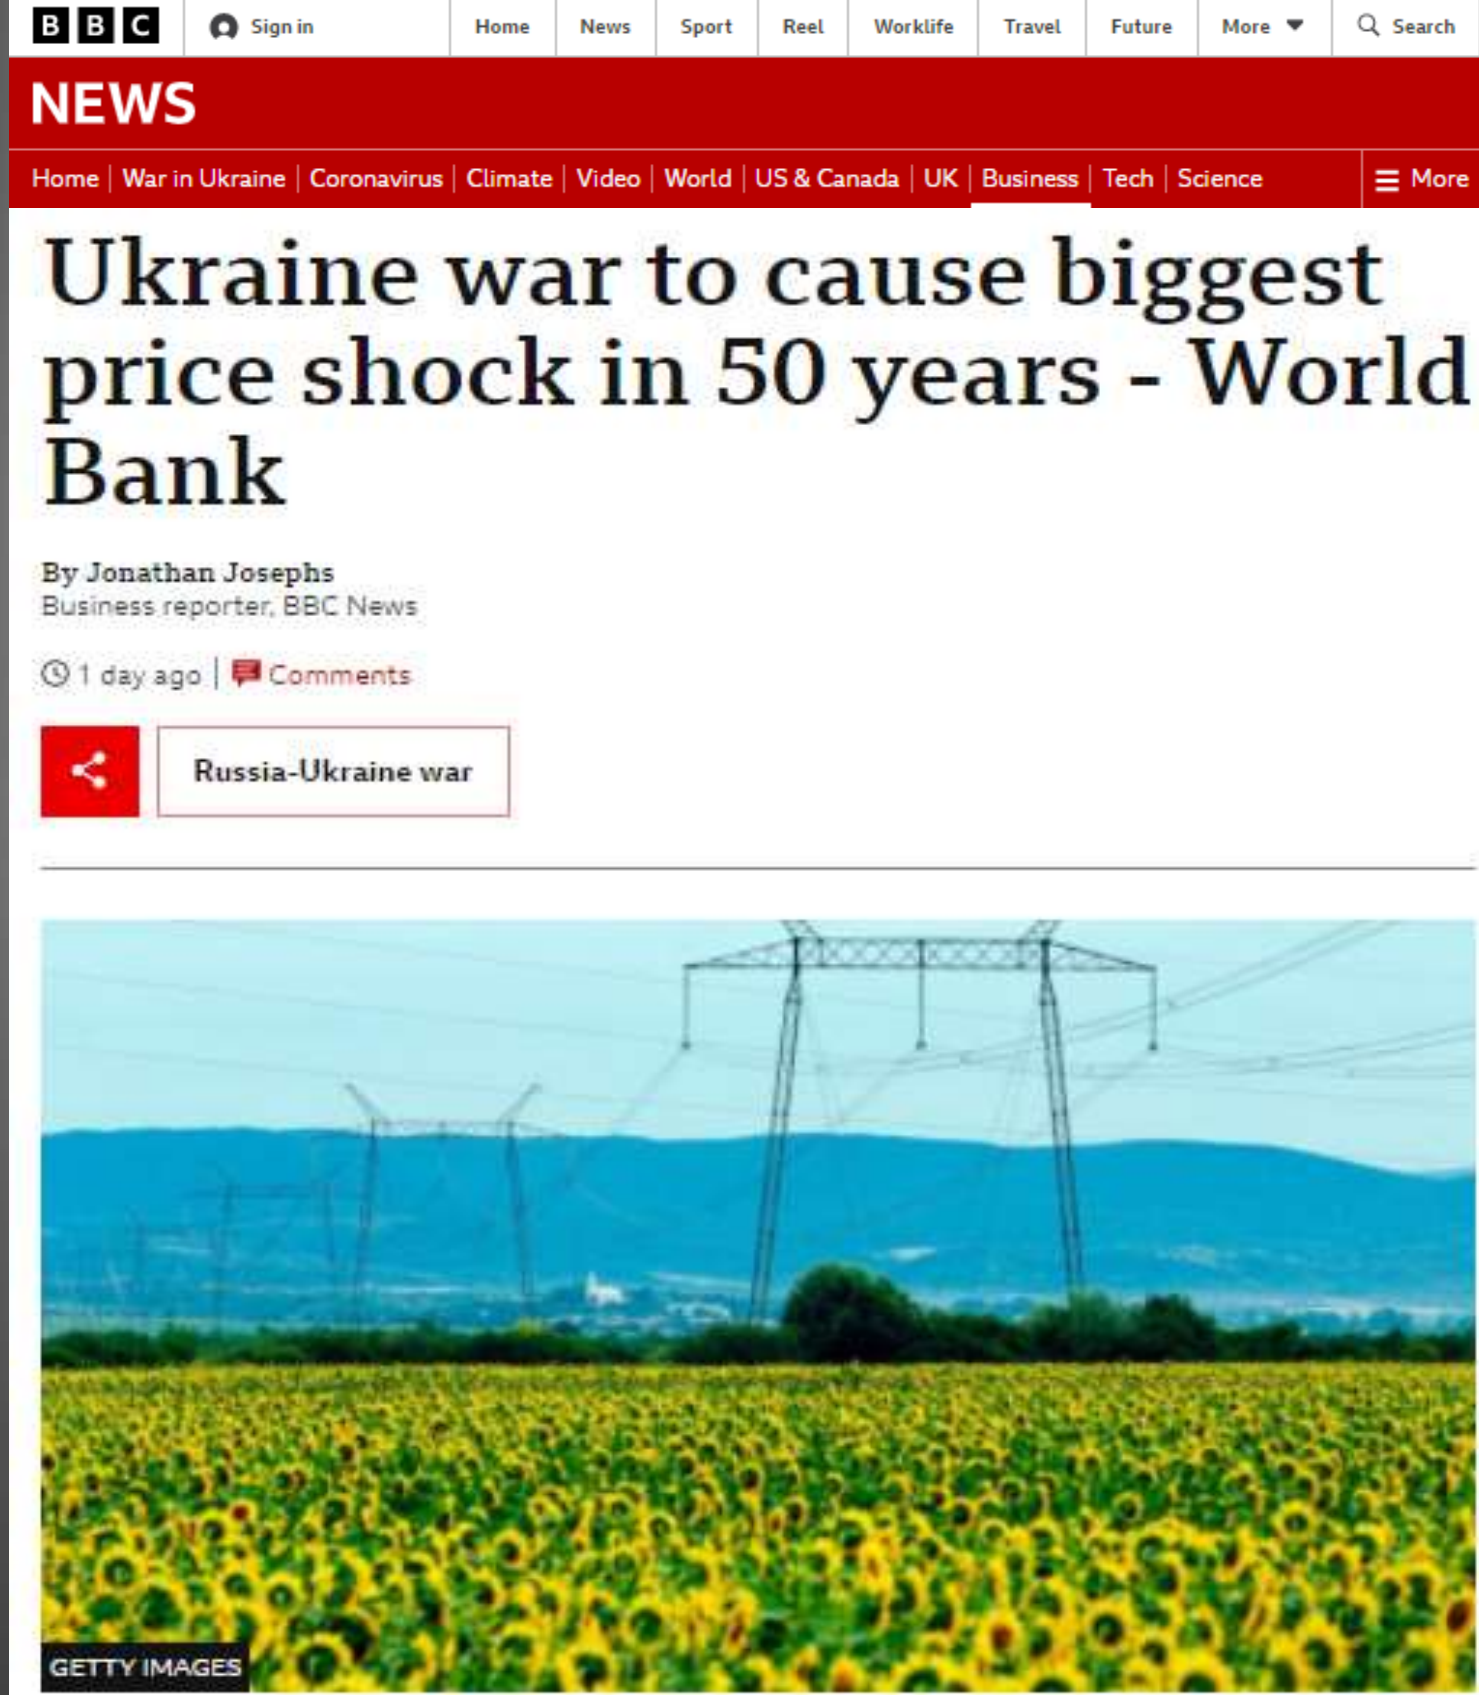 BBC Sign in Home News Sport Reel Worklife Travel Future More Search
NEWS
Home War in Ukraine Coronavirus Climate Video World US & Canada UK Business Tech Science More
Ukraine war to cause biggest
price shock in 50 years - World
Bank
By Jonathan Josephs
Business reporter, BBC News
1 day ago Comments
Russia-Ukraine war
GETTY IMAGES